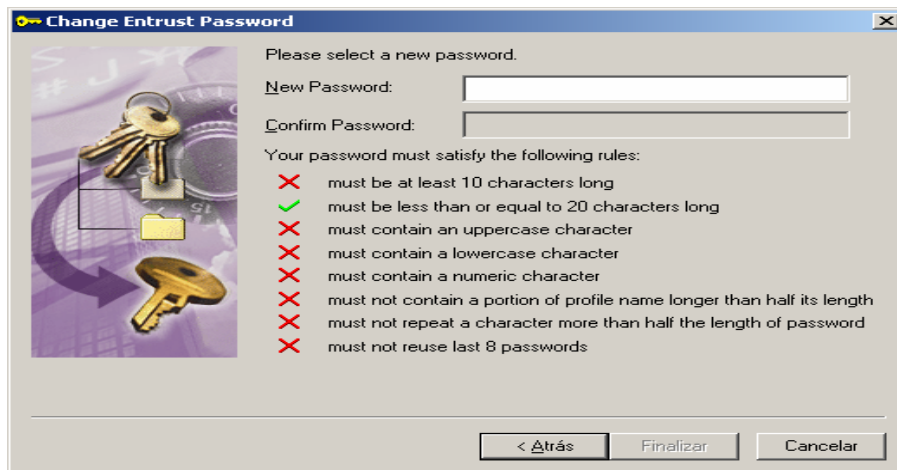 Change Entrust Password
Please select a new password.
New Password:
Confirm Password:
Your password must satisfy the following rules:
must be at least 10 characters long
must be less than or equal to 20 characters long
must contain an uppercase character
must contain a lowercase character
must contain a numeric character
must not contain a portion of profile name longer than half its length
must not repeat a character more than half the length of password
must not reuse last 8 passwords
< Atrás Finalizar Cancelar